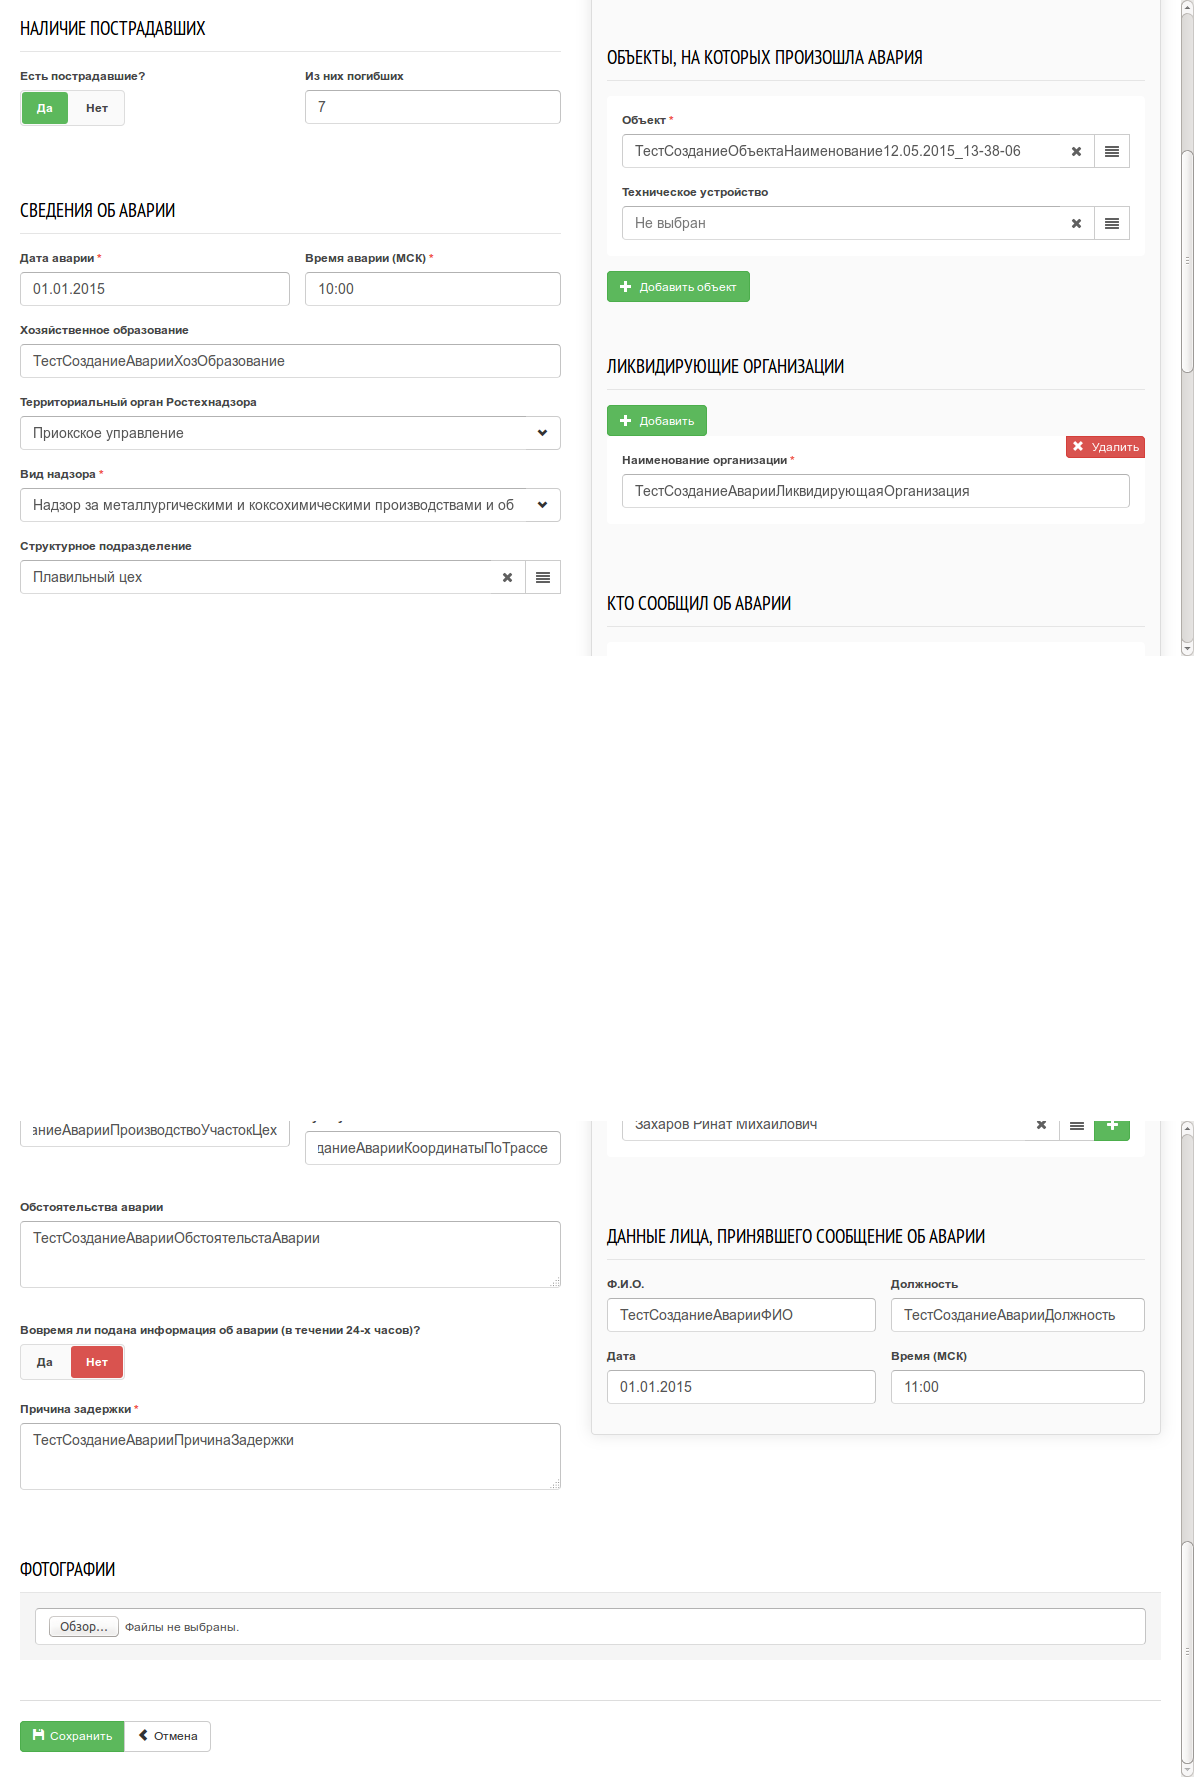 НАЛИЧИЕ ПОСТРАДАВШИХ
Есть пострадавшие?
Из них погибших
Да
Нет
7
СВЕДЕНИЯ ОБ АВАРИИ
Дата аварии *
Время аварии (МСК) *
01.01.2015
10:00
Хозяйственное образование
ТестСозданиеАварииХозОбразование
Территориальный орган Ростехнадзора
Приокское управление
Вид надзора *
Надзор за металлургическими и коксохимическими производствами и об
Структурное подразделение
Плавильный цех
ОБЪЕКТЫ, НА КОТОРЫХ ПРОИЗОШЛА АВАРИЯ
Объект *
ТестСозданиеОбъектаНаименование12.05.2015_13-38-06
Техническое устройство
Не выбран
Добавить объект
ЛИКВИДИРУЮЩИЕ ОРГАНИЗАЦИИ
Добавить
Удалить
Наименование организации *
ТестСозданиеАварииЛиквидирующаяОрганизация
КТО СООБЩИЛ ОБ АВАРИИ
аниеАварииПроизводствоУчастокЦех
данисАварииКоординатыПоТрассе
Обстоятельства аварии
ТестСозданиеАварииОбстоятельстаАварии
Вовремя ли подана информация об аварии (в течении 24-х часов)?
Да
Нет
Причина задержки *
ТестСозданиеАварииПричинаЗадержки
Захаров Ринат Михайлович
ДАННЫЕ ЛИЦА, ПРИНЯВШЕГО СООБЩЕНИЕ ОБ АВАРИИ
Ф.И.О.
Должность
ТестСозданиеАварииФИО
ТестСозданиеАварииДолжность
Дата
Время (МСК)
01.01.2015
11:00
ФОТОГРАФИИ
Обзор...
Файлы не выбраны.
Сохранить
Отмена